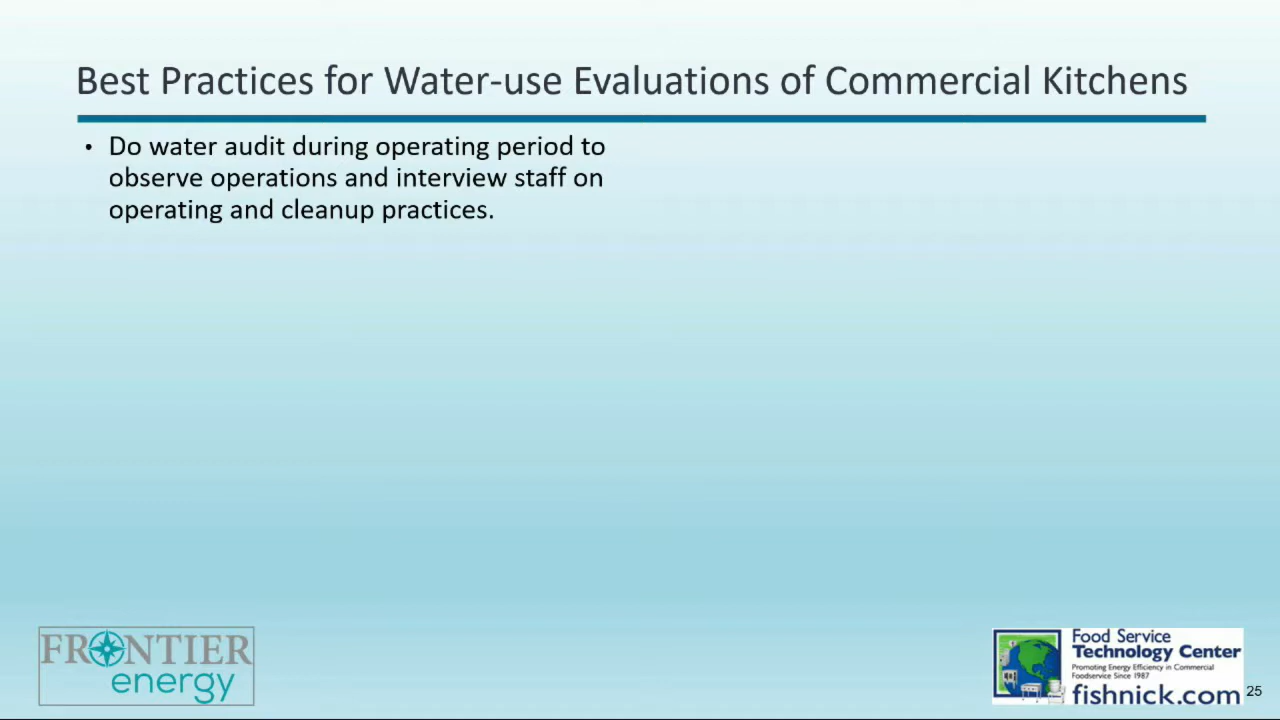 Best Practices for Water-use Evaluations of Commercial Kitchens
• Do water audit during operating period to
observe operations and interview staff on
operating and cleanup practices.
FRONTIER
energy
Food Service
Technology Center
Promoting Energy Efficiency in Commercial
Foodservice Since 1987
fishnick.com
25